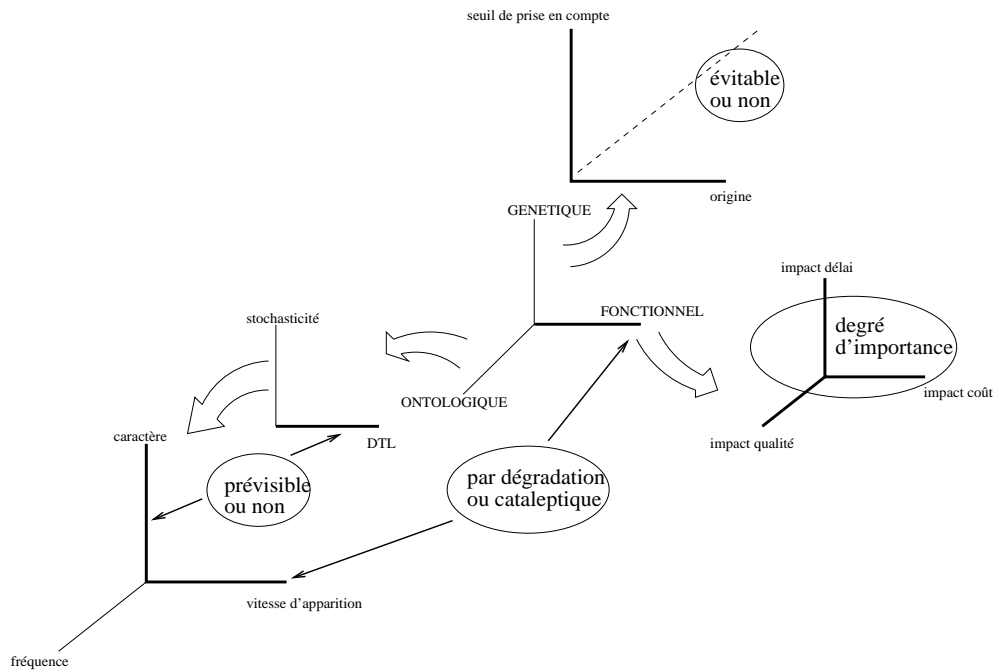 seuil de prise en compte
évitable
ou non
origine
GENETIQUE
impact délai
FONCTIONNEL
stochasticité
degré
d'importance
ONTOLOGIQUE
impact coût
caractère
DTL
impact qualité
prévisible
ou non
par dégradation
ou cataleptique
vitesse d'apparition
fréquence